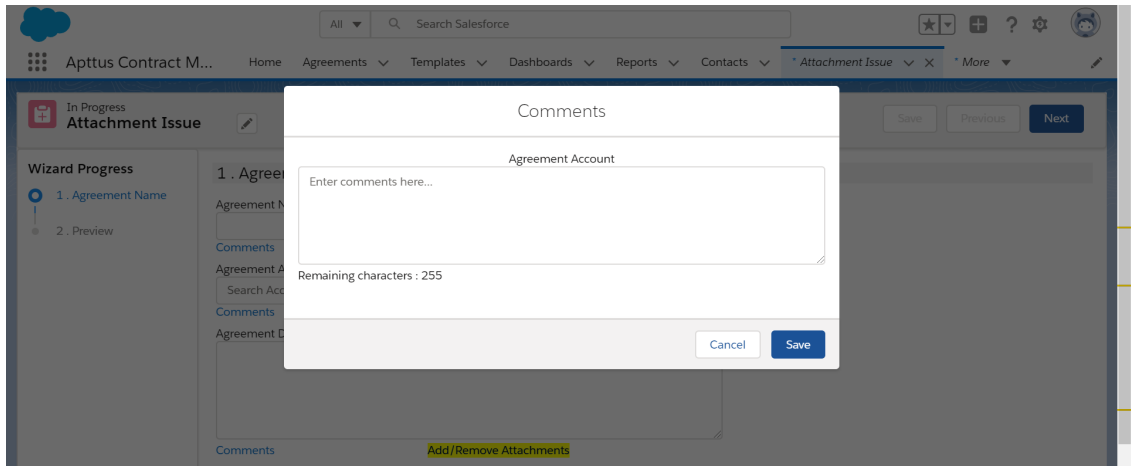 All
Search Salesforce
Apttus Contract M... Home Agreements Templates Dashboards Reports Contacts * Attachment Issue * More
In Progress
Attachment Issue
Save Previous Next
Comments
Wizard Progress
1 . Agreement Name
2 . Preview
1 . Agree
Agreement N
Comments
Agreement A
Search Acc
Comments
Agreement D
Comments Add/Remove Attachments
Agreement Account
Enter comments here...
Remaining characters : 255
Cancel Save